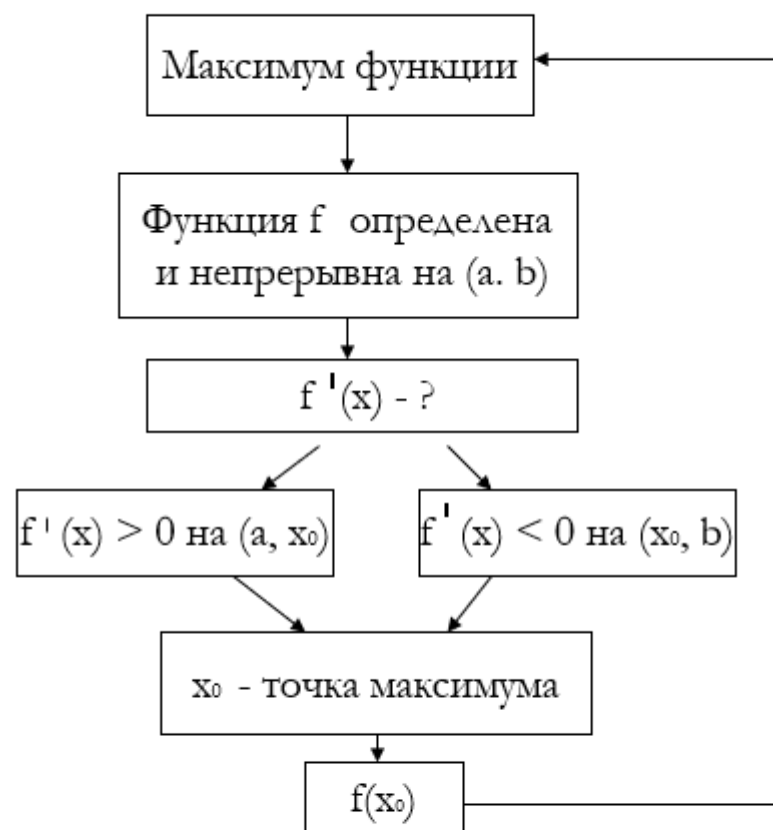 Максимум функции
Функция f определена
и непрерывна на (a. b)
f '(x) - ?
f '(x) > 0 на (a, x₀)
f '(x) < 0 на (x₀, b)
x₀ - точка максимума
f(x₀)